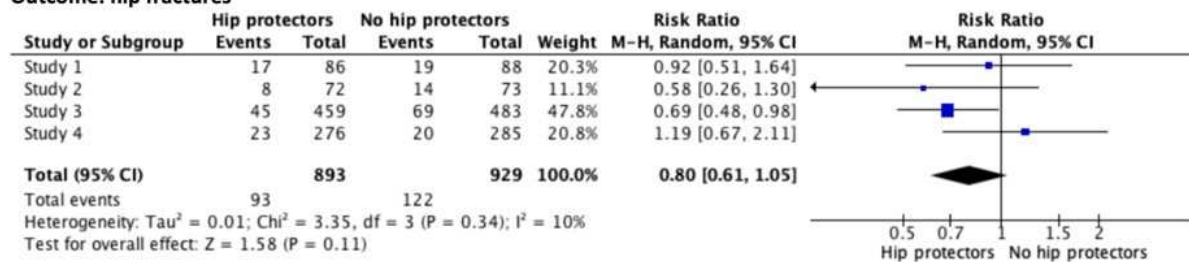 Outcome: hip fractures
Hip protectors No hip protectors Risk Ratio Risk Ratio
Study or Subgroup Events Total Events Total Weight M-H, Random, 95% CI M-H, Random, 95% CI
Study 1 17 86 19 88 20.3% 0.92 [0.51, 1.64]
Study 2 8 72 14 73 11.1% 0.58 [0.26, 1.30]
Study 3 45 459 69 483 47.8% 0.69 [0.48, 0.98]
Study 4 23 276 20 285 20.8% 1.19 [0.67, 2.11]
Total (95% CI) 893 929 100.0% 0.80 [0.61, 1.05]
Total events 93 122
Heterogeneity: Tau² = 0.01; Chi² = 3.35, df = 3 (P = 0.34); I² = 10%
Test for overall effect: Z = 1.58 (P = 0.11)
0.5 0.7 1 1.5 2
Hip protectors No hip protectors